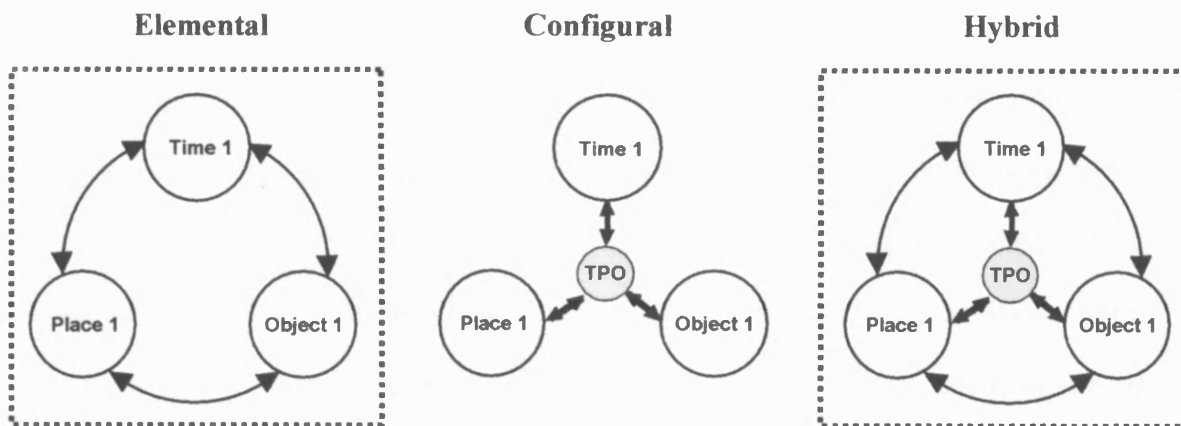 Elemental
Time 1
Place 1
Object 1
Configural
Time 1
TPO
Place 1
Object 1
Hybrid
Time 1
TPO
Place 1
Object 1